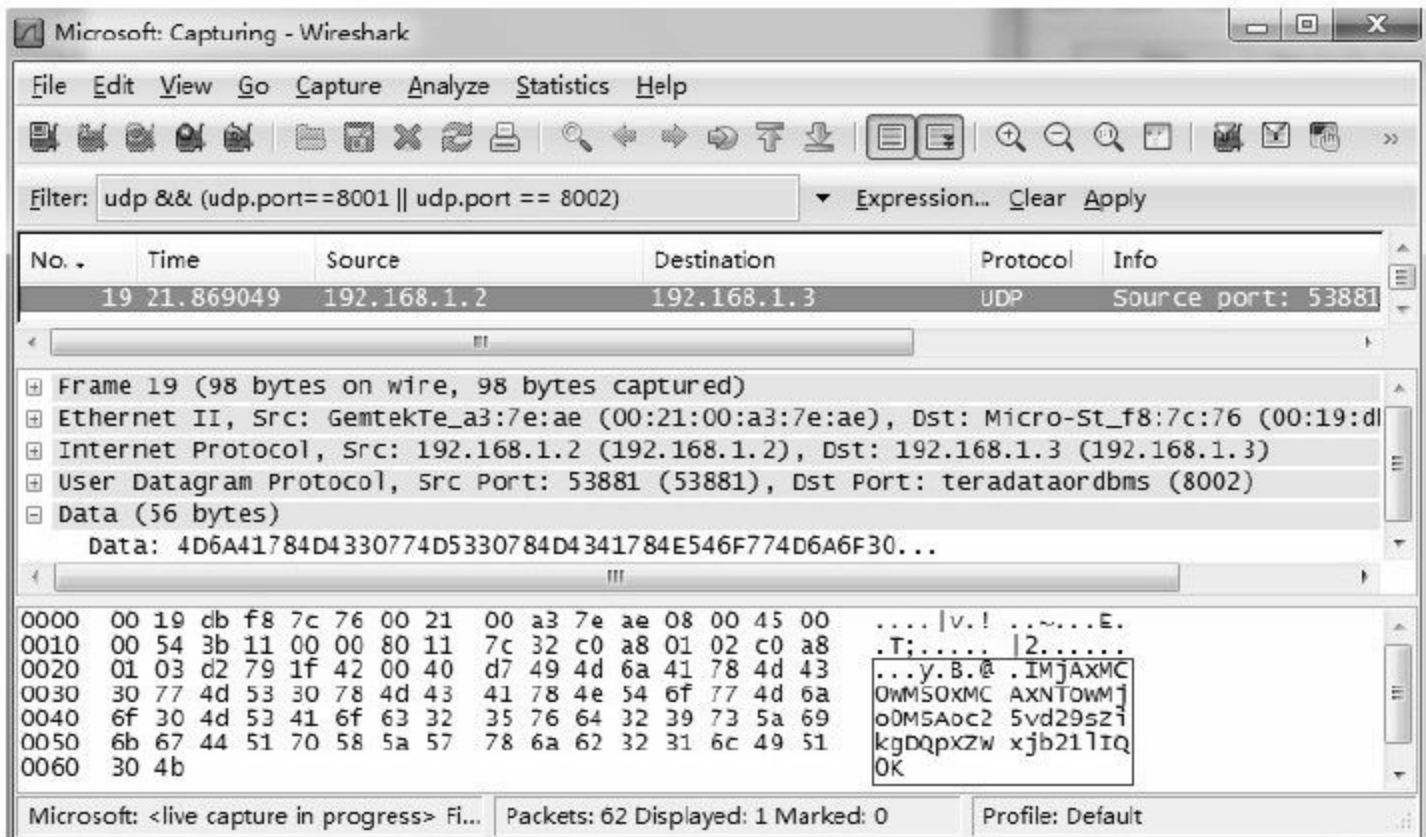 Microsoft: Capturing - Wireshark
File Edit View Go Capture Analyze Statistics Help
Filter: udp && (udp.port==8001 || udp.port == 8002) Expression... Clear Apply
No. Time Source Destination Protocol Info
19 21.869049 192.168.1.2 192.168.1.3 UDP Source port: 53881
Frame 19 (98 bytes on wire, 98 bytes captured)
Ethernet II, Src: GemtekTe_a3:7e:ae (00:21:00:a3:7e:ae), Dst: Micro-St_f8:7c:76 (00:19:d
Internet Protocol, Src: 192.168.1.2 (192.168.1.2), Dst: 192.168.1.3 (192.168.1.3)
User Datagram Protocol, Src Port: 53881 (53881), Dst Port: teradataordbms (8002)
Data (56 bytes)
Data: 4D6A41784D4330774D5330784D4341784E546F774D6A6F30...
0000 00 19 db f8 7c 76 00 21 00 a3 7e ae 08 00 45 00 ....|v.! ..~...E.
0010 00 54 3b 11 00 00 80 11 7c 32 c0 a8 01 02 c0 a8 .T;..... |2......
0020 01 03 d2 79 1f 42 00 40 d7 49 4d 6a 41 78 4d 43 ...y.B.@ .IMjAxMC
0030 30 77 4d 53 30 78 4d 43 41 78 4e 54 6f 77 4d 6a 0wMS0xMC AxNTowMj
0040 6f 30 4d 53 41 6f 63 32 35 76 64 32 39 73 5a 69 o0MSAoc2 5vd29sZi
0050 6b 67 44 51 70 58 5a 57 78 6a 62 32 31 6c 49 51 kgDQpXZW xjb21lIQ
0060 30 4b 0K
Microsoft: <live capture in progress> Fi... Packets: 62 Displayed: 1 Marked: 0 Profile: Default